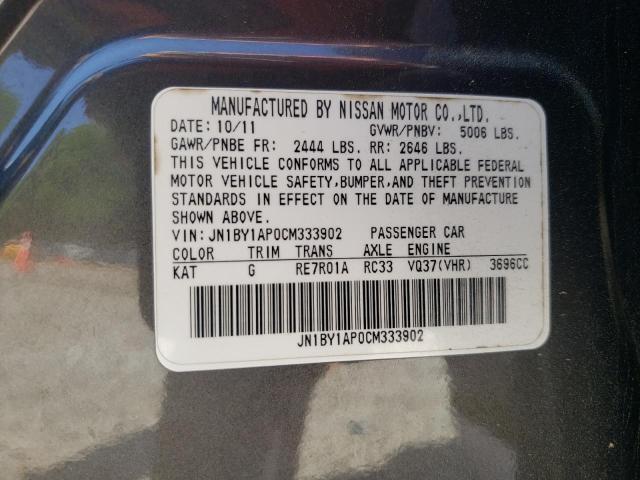 MANUFACTURED BY NISSAN MOTOR CO.,LTD.
DATE: 10/11 GVWR/PNBV: 5006 LBS.
GAWR/PNBE FR: 2444 LBS. RR: 2646 LBS.
THIS VEHICLE CONFORMS TO ALL APPLICABLE FEDERAL
MOTOR VEHICLE SAFETY,BUMPER,AND THEFT PREVENTION
STANDARDS IN EFFECT ON THE DATE OF MANUFACTURE
SHOWN ABOVE.
VIN: JN1BY1AP0CM333902 PASSENGER CAR
COLOR TRIM TRANS AXLE ENGINE
KAT G RE7R01A RC33 VQ37(VHR) 3696CC
JN1BY1AP0CM333902